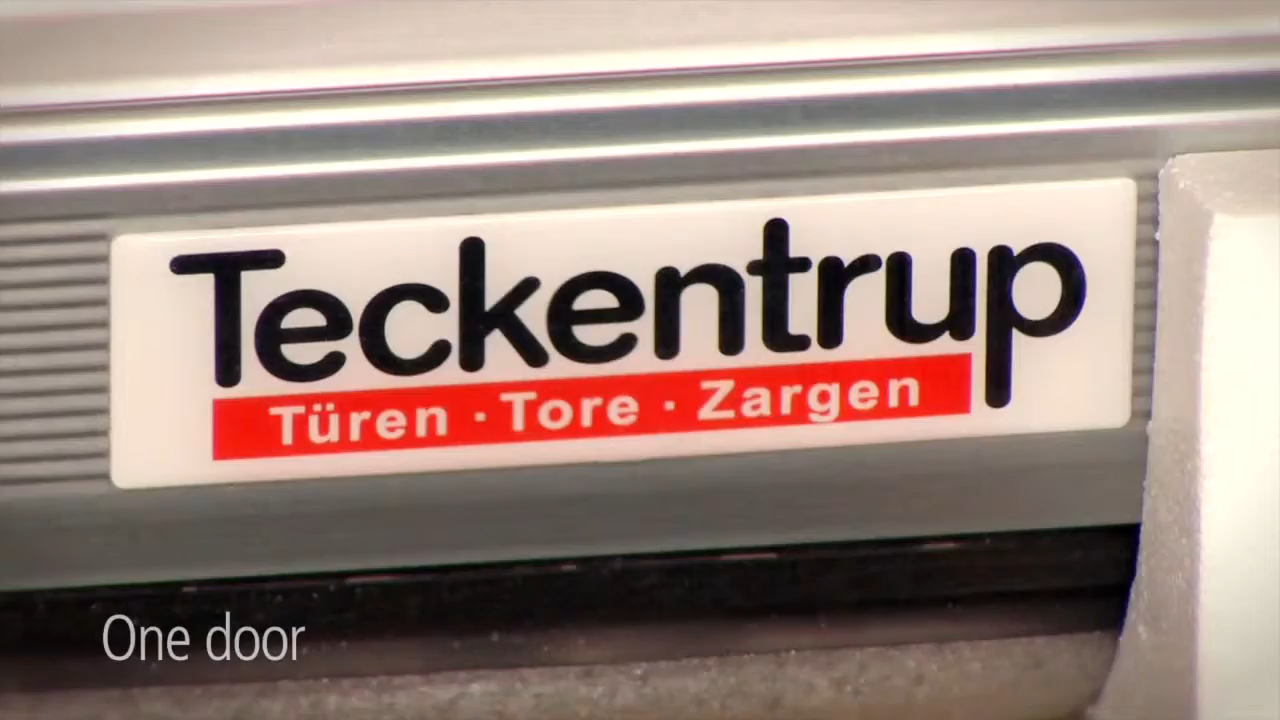 Teckentrup
Türen · Tore · Zargen
One door